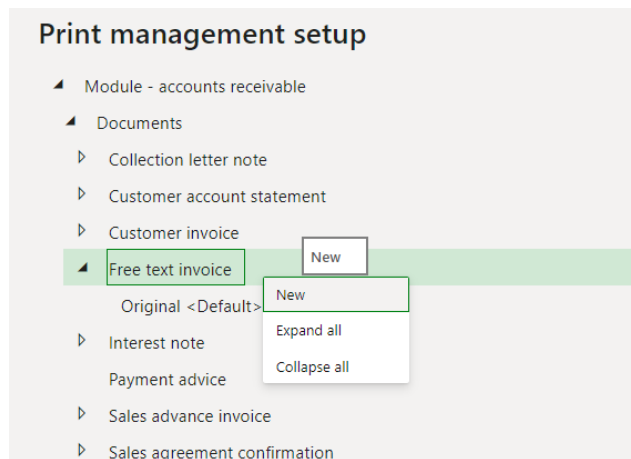 Print management setup
Module - accounts receivable
Documents
Collection letter note
Customer account statement
Customer invoice
Free text invoice
New
Original <Default>
New
Expand all
Collapse all
Interest note
Payment advice
Sales advance invoice
Sales agreement confirmation